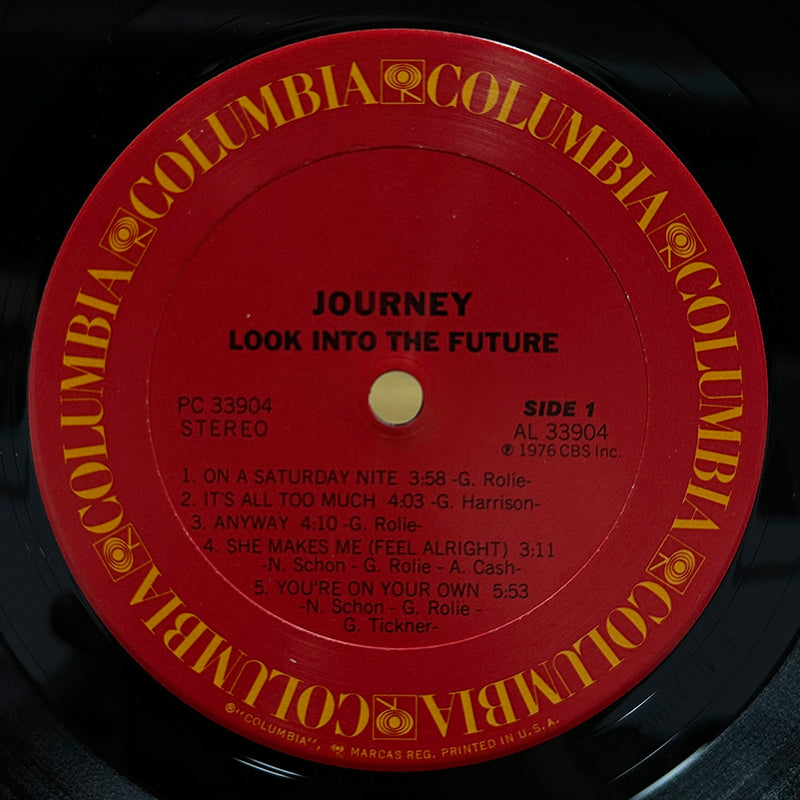 COLUMBIA COLUMBIA COLUMBIA COLUMBIA COLUMBIA COLUMBIA COLUMBIA COLUMBIA
JOURNEY
LOOK INTO THE FUTURE
PC 33904
STEREO
SIDE 1
AL 33904
℗ 1976 CBS Inc.
1. ON A SATURDAY NITE 3:58 -G. Rolie-
2. IT'S ALL TOO MUCH 4:03 -G. Harrison-
3. ANYWAY 4:10 -G. Rolie-
4. SHE MAKES ME (FEEL ALRIGHT) 3:11
-N. Schon - G. Rolie - A. Cash-
5. YOU'RE ON YOUR OWN 5:53
-N. Schon - G. Rolie -
G. Tickner-
®"COLUMBIA", MARCAS REG. PRINTED IN U.S.A.